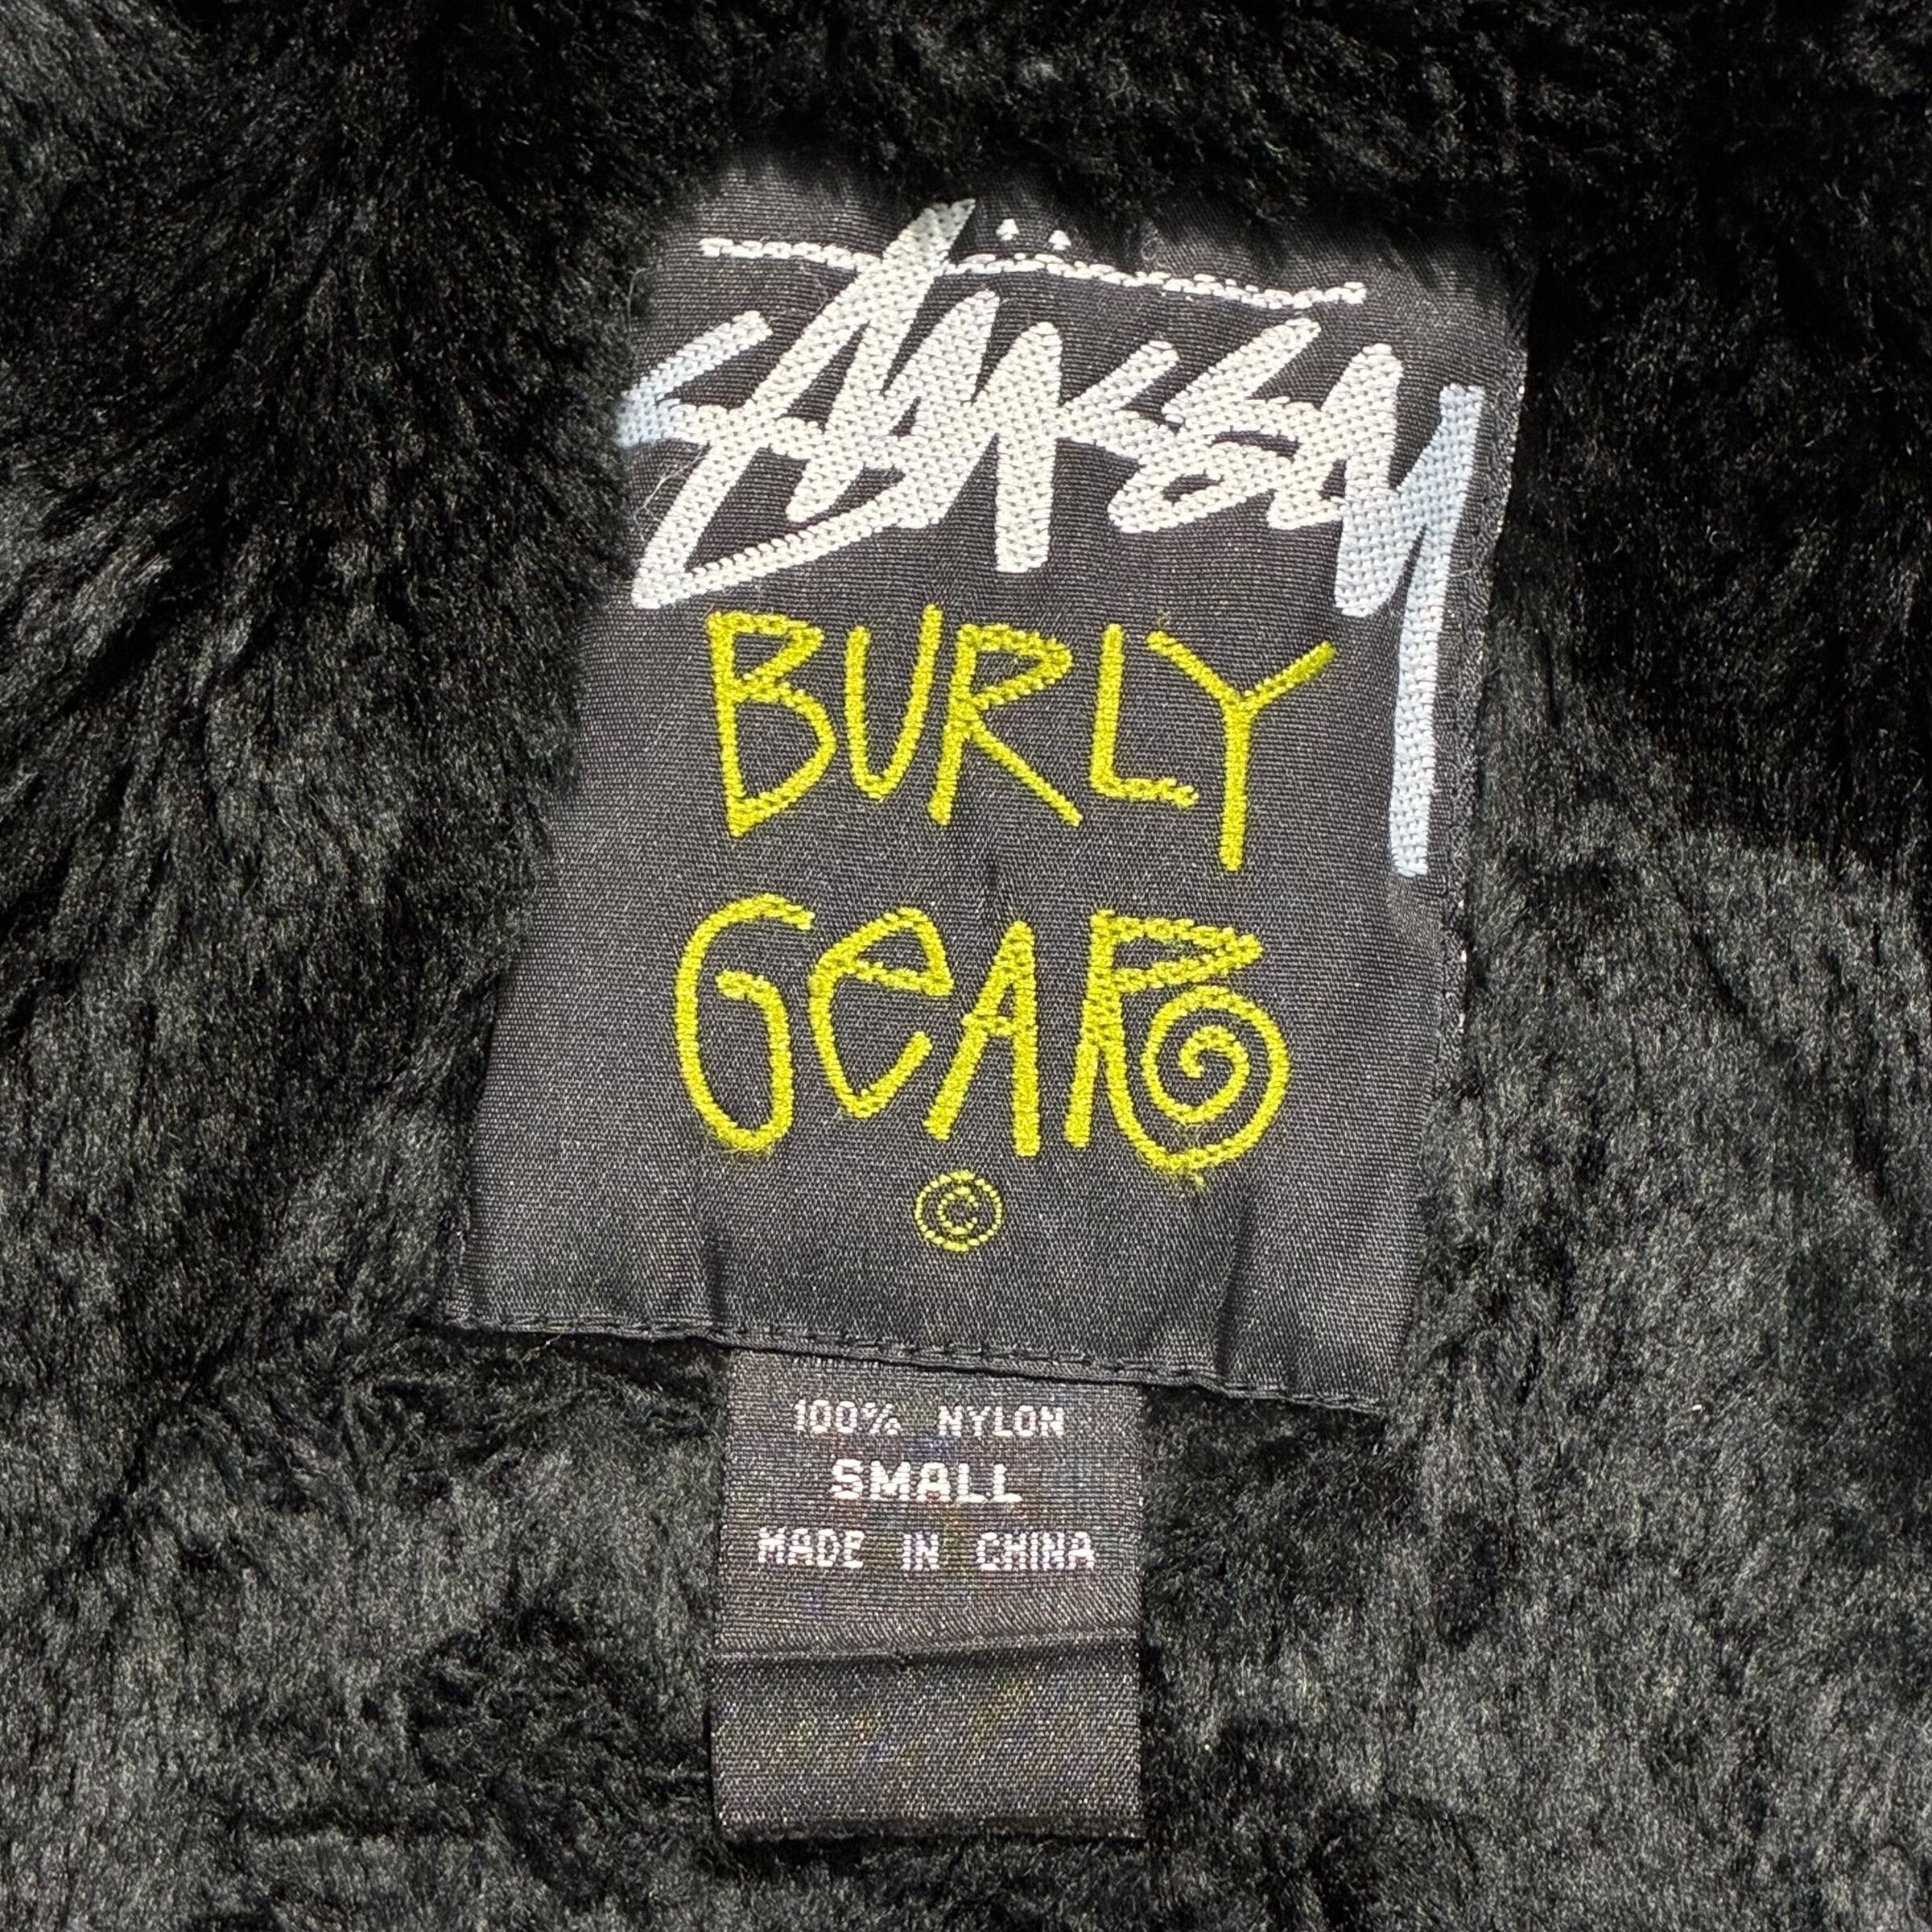 Stüssy
BURLY
GeAR
©
100% NYLON
SMALL
MADE IN CHINA